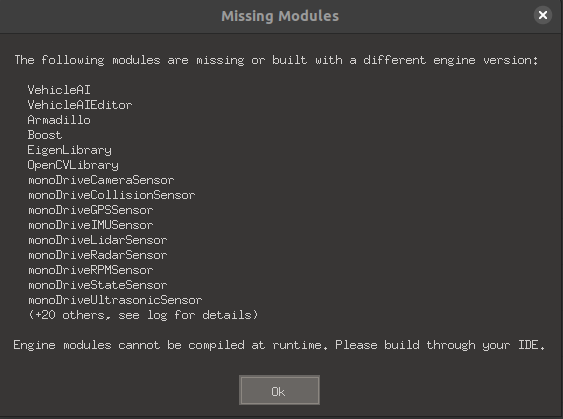 Missing Modules
The following modules are missing or built with a different engine version:
VehicleAI
VehicleAIEditor
Armadillo
Boost
EigenLibrary
OpenCVLibrary
monoDriveCameraSensor
monoDriveCollisionSensor
monoDriveGPSSensor
monoDriveIMUSensor
monoDriveLidarSensor
monoDriveRadarSensor
monoDriveRPMSensor
monoDriveStateSensor
monoDriveUltrasonicSensor
(+20 others, see log for details)
Engine modules cannot be compiled at runtime. Please build through your IDE.
Ok